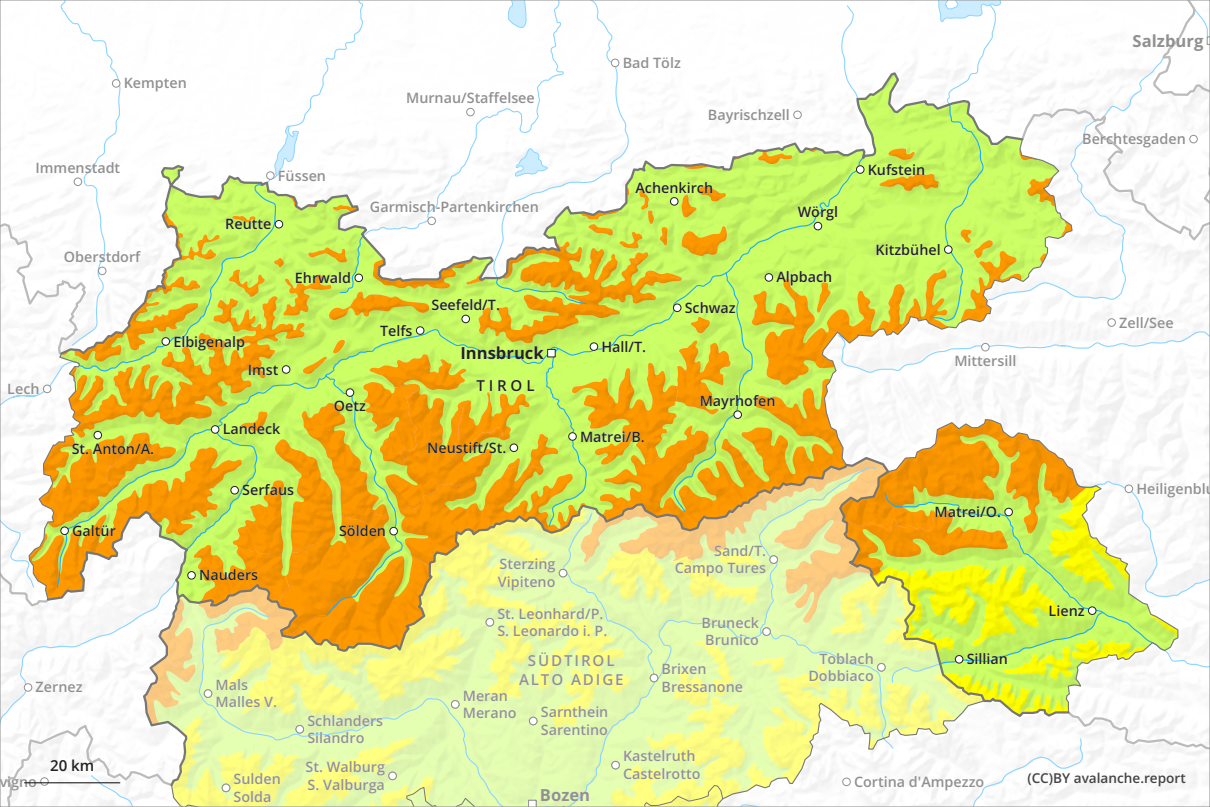 Salzburg
Kempten
Bad Tölz
Murnau/Staffelsee
Bayrischzell
Berchtesgaden
Immenstadt
Füssen
Kufstein
Achenkirch
Garmisch-Partenkirchen
Wörgl
Reutte
Kitzbühel
Oberstdorf
Ehrwald
Alpbach
Seefeld/T.
Schwaz
Zell/See
Telfs
Elbigenalp
Innsbruck
Hall/T.
Mittersill
Imst
TIROL
Lech
Oetz
Mayrhofen
Landeck
Matrei/B.
St. Anton/A.
Neustift/St.
Serfaus
Heiligenblu
Matrei/O.
Galtür
Sölden
Sand/T.
Campo Tures
Sterzing
Vipiteno
Nauders
St. Leonhard/P.
S. Leonardo i. P.
Lienz
Bruneck
Brunico
SÜDTIROL
ALTO ADIGE
Toblach
Dobbiaco
Sillian
Brixen
Bressanone
Zernez
Mals
Malles V.
Meran
Merano
Sarnthein
Sarentino
Schlanders
Silandro
Kastelruth
Castelrotto
20 km
St. Walburg
S. Valburga
Sulden
Solda
vigno
Cortina d'Ampezzo
(CC)BY avalanche.report
Bozen